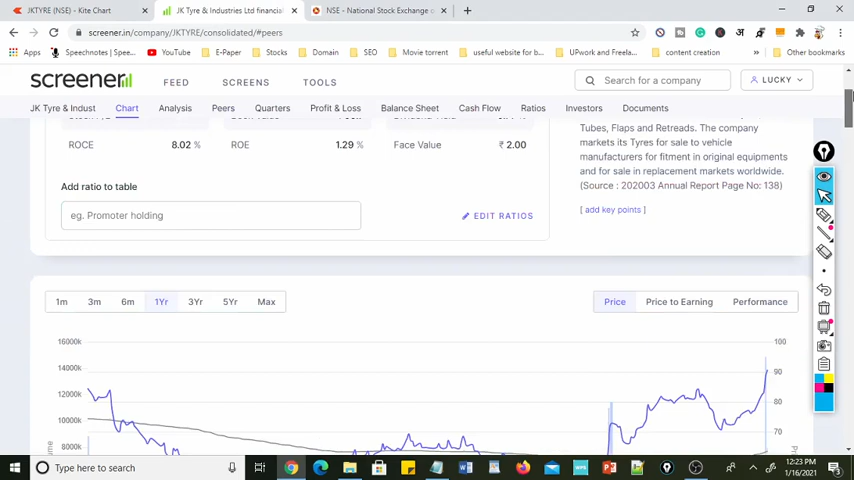 JKTYRE (NSE) - Kite Chart
JK Tyre & Industries Ltd financial
NSE - National Stock Exchange o
screener.in/company/JKTYRE/consolidated/#peers
Apps
Speechnotes | Spee...
YouTube
E-Paper
Stocks
Domain
SEO
Movie torrent
useful website for b...
UPwork and Freela...
content creation
Other bookmarks
screener
FEED
SCREENS
TOOLS
Search for a company
LUCKY
JK Tyre & Indust
Chart
Analysis
Peers
Quarters
Profit & Loss
Balance Sheet
Cash Flow
Ratios
Investors
Documents
ROCE 8.02 %
ROE 1.29 %
Face Value ₹ 2.00
Add ratio to table
eg. Promoter holding
EDIT RATIOS
Tubes, Flaps and Retreads. The company
markets its Tyres for sale to vehicle
manufacturers for fitment in original equipments
and for sale in replacement markets worldwide.
(Source : 202003 Annual Report Page No: 138)
[ add key points ]
1m 3m 6m 1Yr 3Yr 5Yr Max
Price Price to Earning Performance
16000k
14000k
12000k
10000k
8000k
100
90
80
70
Type here to search
12:23 PM
1/16/2021